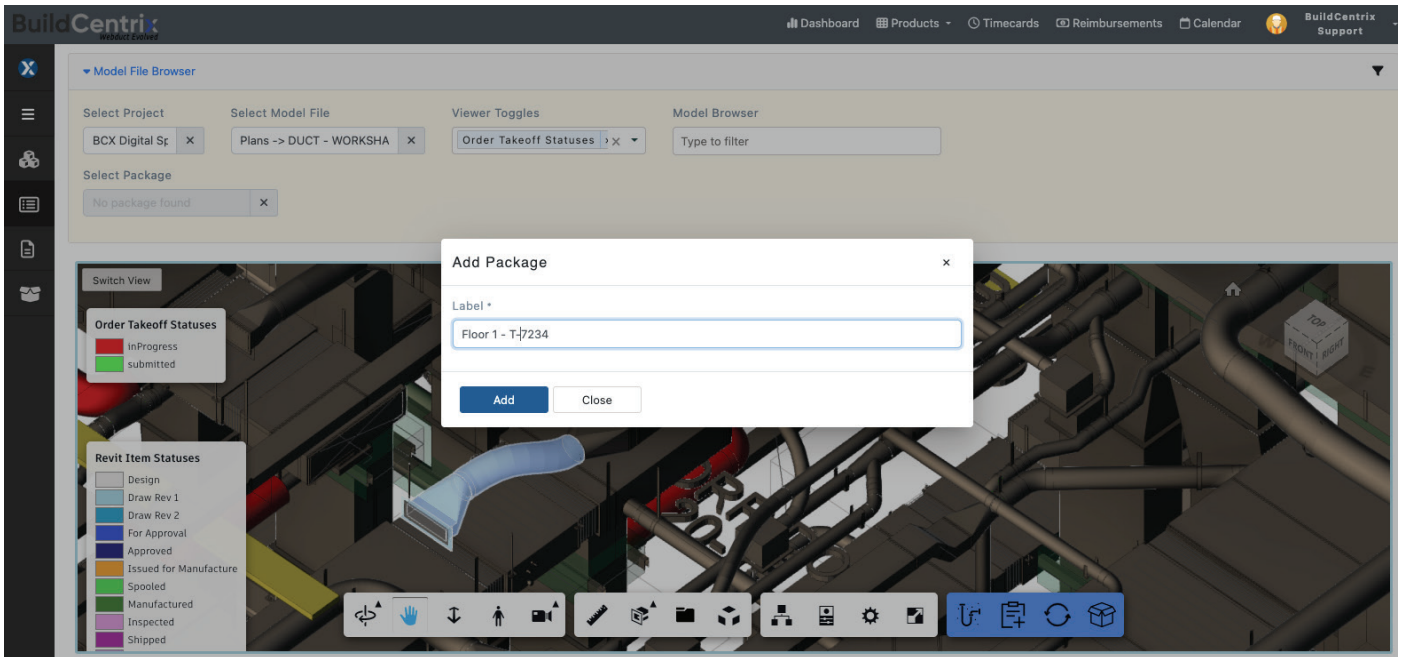 BuildCentrix
Webduct Evolved
Dashboard
Products
Timecards
Reimbursements
Calendar
BuildCentrix
Support
Model File Browser
Select Project
Select Model File
Viewer Toggles
Model Browser
BCX Digital Sp
Plans -> DUCT - WORKSHA
Order Takeoff Statuses
Type to filter
Select Package
No package found
Add Package
Label *
Floor 1 - T-7234
Add
Close
Switch View
Order Takeoff Statuses
inProgress
submitted
Revit Item Statuses
Design
Draw Rev 1
Draw Rev 2
For Approval
Approved
Issued for Manufacture
Spooled
Manufactured
Inspected
Shipped
TOP
FRONT
RIGHT